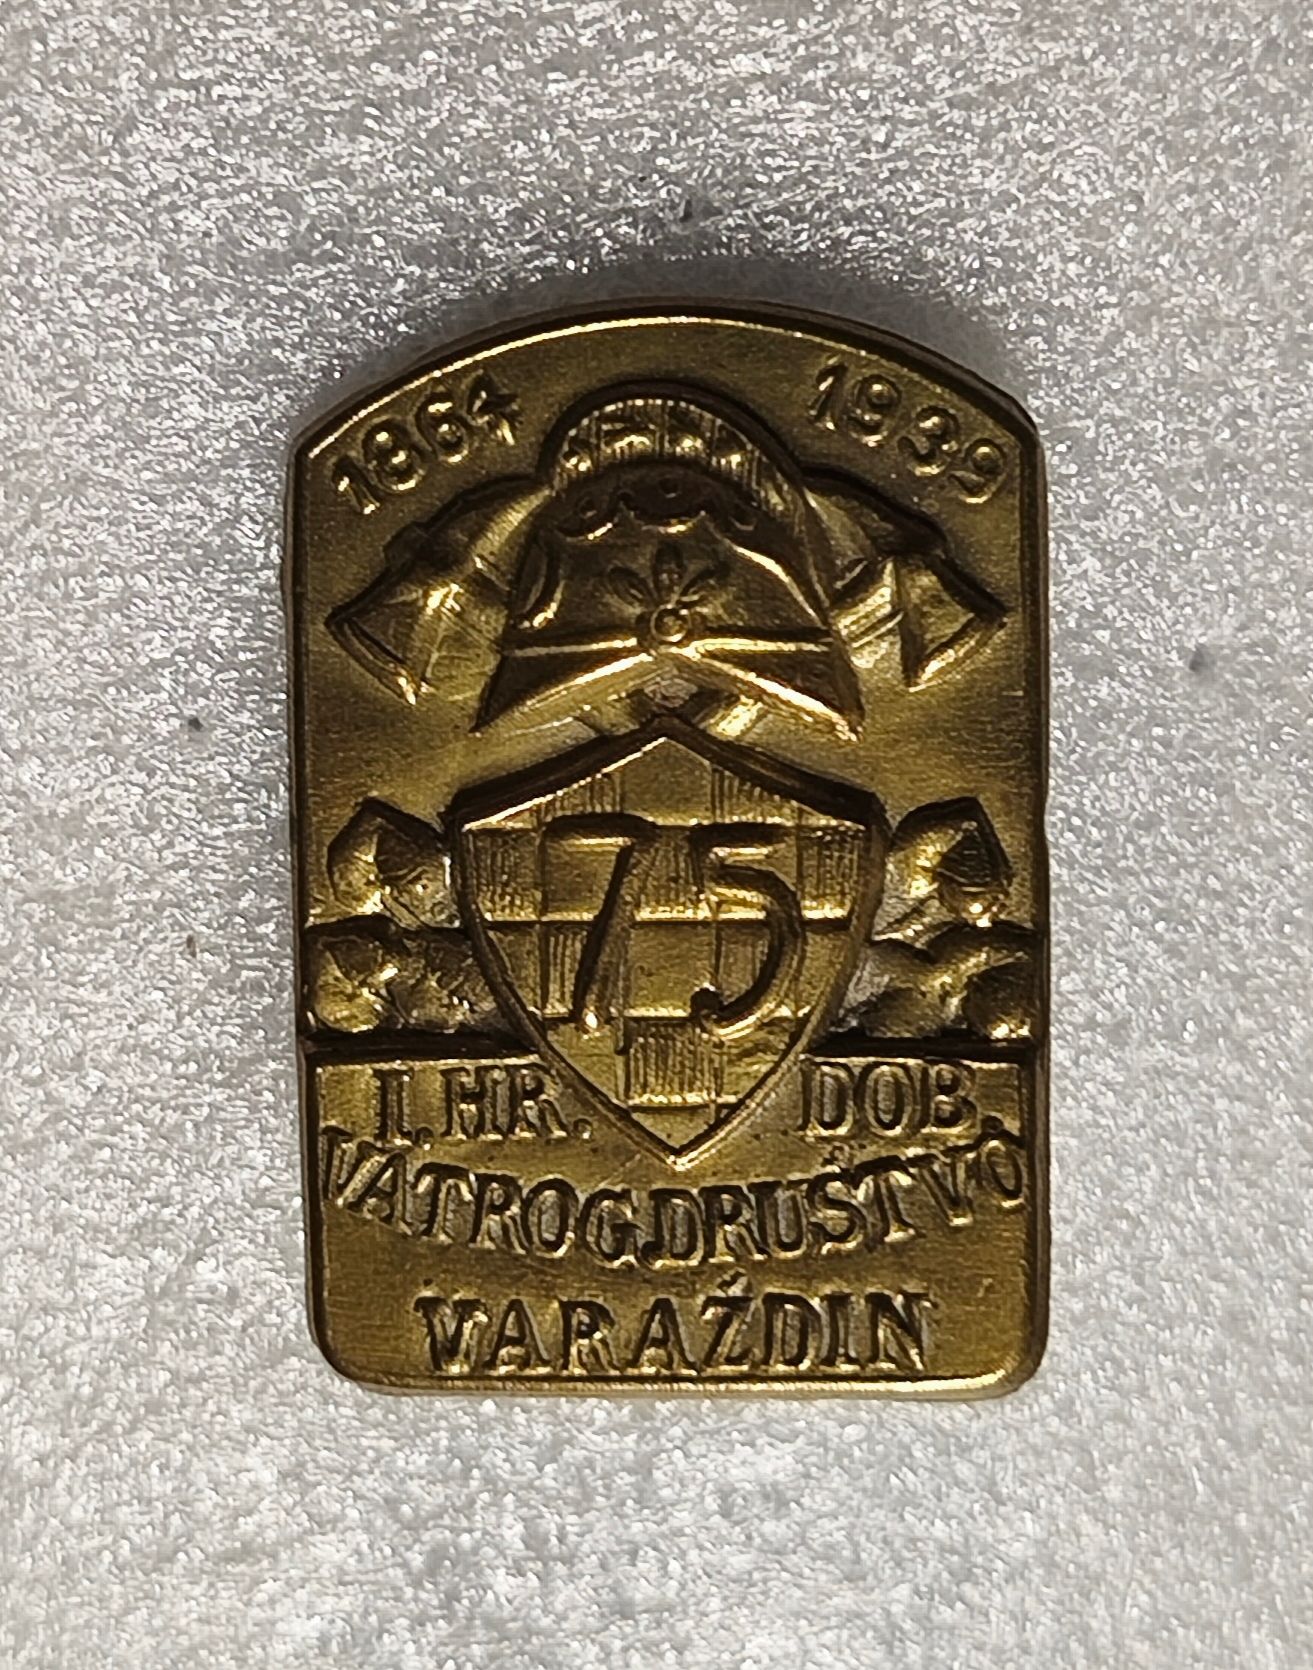 1864 1939
75
I. HR. DOB.
VATROG.DRUŠTVO
VARAŽDIN